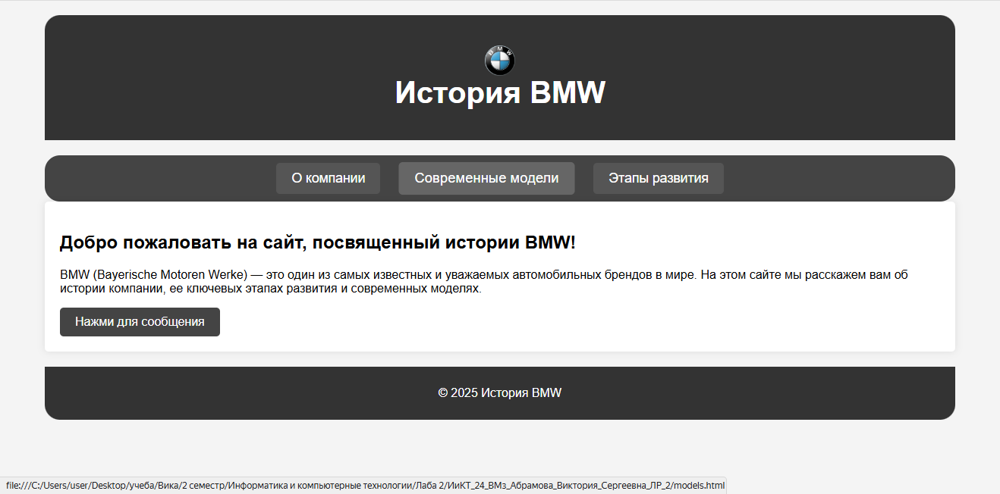 BMW
История BMW
О компании Современные модели Этапы развития
Добро пожаловать на сайт, посвященный истории BMW!
BMW (Bayerische Motoren Werke) — это один из самых известных и уважаемых автомобильных брендов в мире. На этом сайте мы расскажем вам об
истории компании, ее ключевых этапах развития и современных моделях.
Нажми для сообщения
© 2025 История BMW
file:///C:/Users/user/Desktop/учеба/Вика/2 семестр/Информатика и компьютерные технологии/Лаба 2/ИиКТ_24_ВМз_Абрамова_Виктория_Сергеевна_ЛР_2/models.html